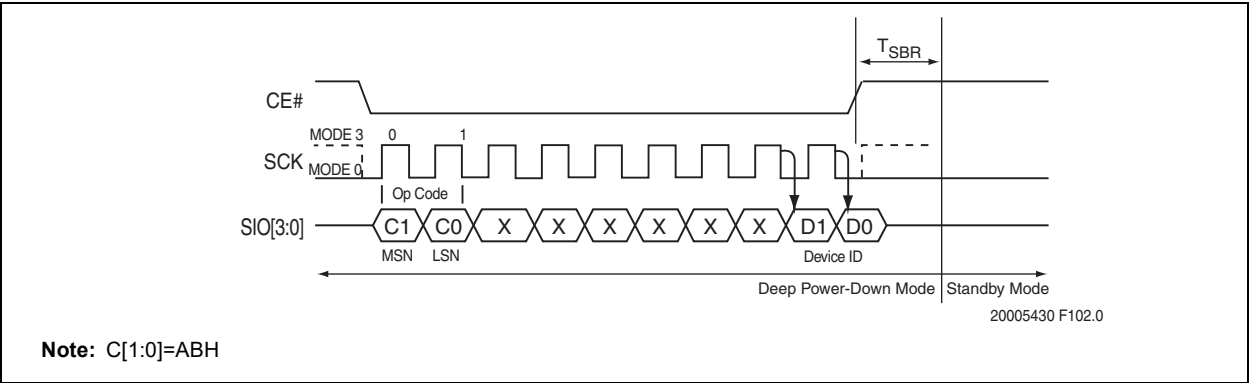 TSBR
CE#
MODE 3 0 1
SCK
MODE 0
Op Code
SIO[3:0] C1 C0 X X X X X X D1 D0
MSN LSN Device ID
Deep Power-Down Mode Standby Mode
20005430 F102.0
Note: C[1:0]=ABH